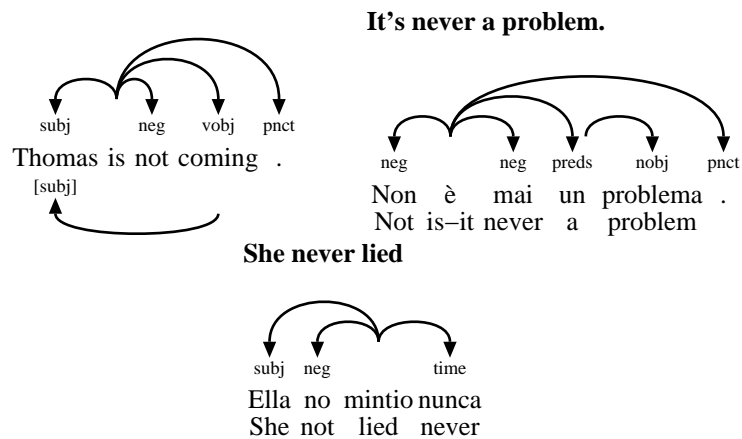 It's never a problem.
subj neg vobj pnct
Thomas is not coming .
[subj]
neg neg preds nobj pnct
Non è mai un problema .
Not is–it never a problem
She never lied
subj neg time
Ella no mintio nunca
She not lied never